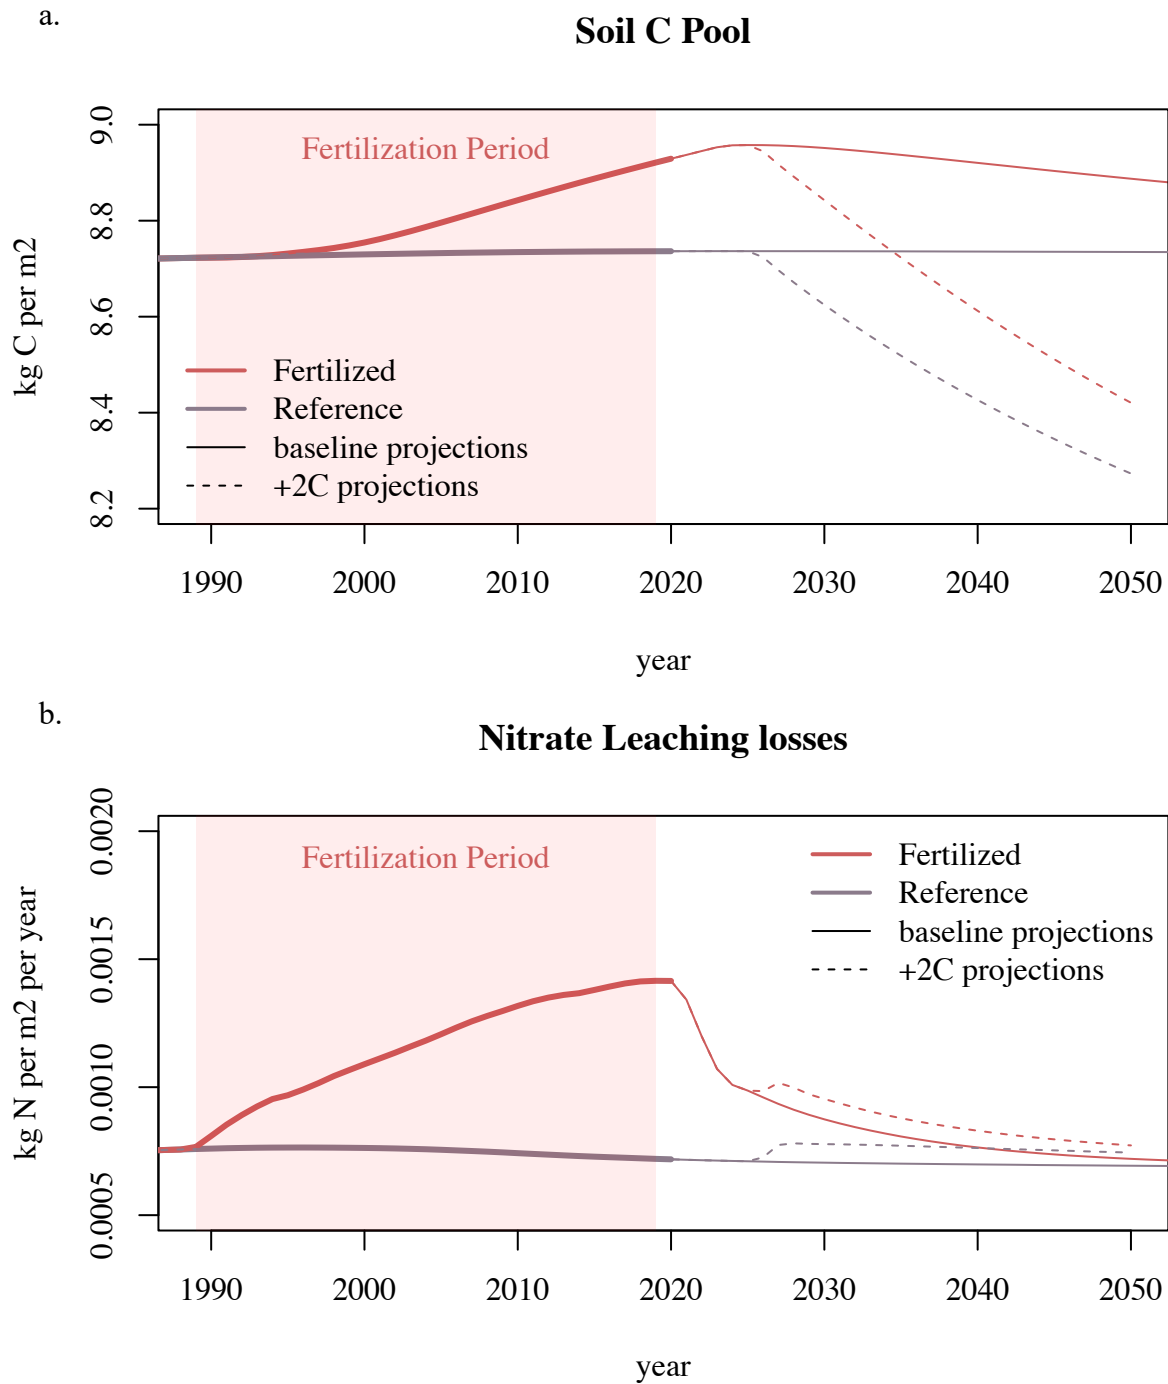 a.
Soil C Pool
kg C per m2
9.0
8.8
8.6
8.4
8.2
Fertilization Period
Fertilized
Reference
baseline projections
+2C projections
1990 2000 2010 2020 2030 2040 2050
year
b.
Nitrate Leaching losses
kg N per m2 per year
0.0020
0.0015
0.0010
0.0005
Fertilization Period
Fertilized
Reference
baseline projections
+2C projections
1990 2000 2010 2020 2030 2040 2050
year